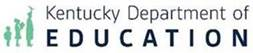 Kentucky Department of
EDUCATION